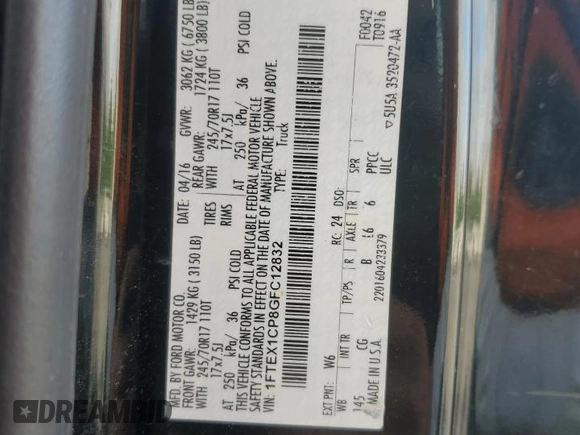 MFD. BY FORD MOTOR CO.
DATE: 04/16 GVWR: 3062 KG ( 6750 LB)
FRONT GAWR: 1429 KG ( 3150 LB) REAR GAWR: 1724 KG ( 3800 LB)
WITH 245/70R17 110T TIRES WITH 245/70R17 110T
17x7.5J RIMS 17x7.5J
AT 250 kPa/ 36 PSI COLD AT 250 kPa/ 36 PSI COLD
THIS VEHICLE CONFORMS TO ALL APPLICABLE FEDERAL MOTOR VEHICLE
SAFETY STANDARDS IN EFFECT ON THE DATE OF MANUFACTURE SHOWN ABOVE.
VIN: 1FTEX1CP8GFC12832 TYPE: Truck
F0042
T0916
EXT PNT: W6 RC: 24 DSO:
WB INT TR TP/PS R AXLE TR SPR
145 CG B L6 6 PPCC
MADE IN U.S.A. ULC
2201604233379
▽ 5U5A 3520472-AA
DREAMBID